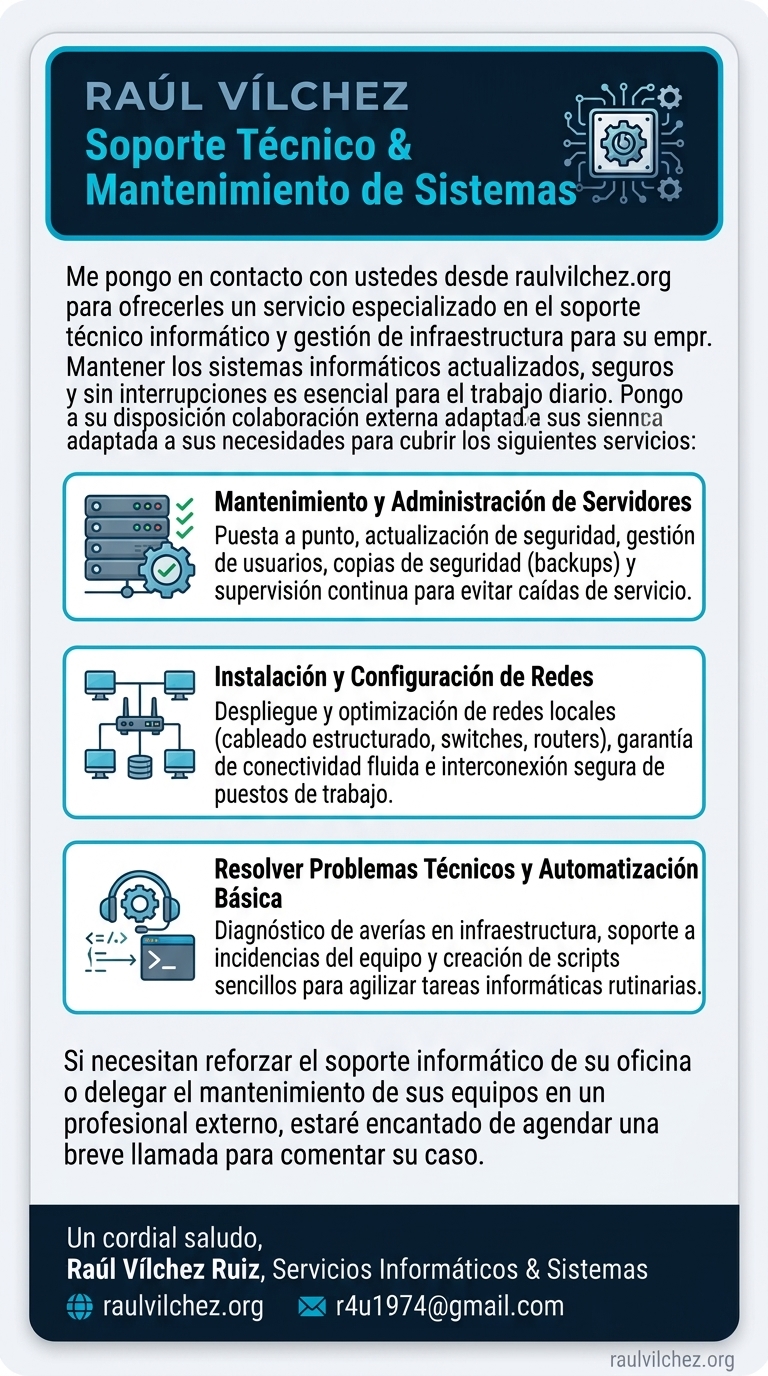 RAÚL VÍLCHEZ
Soporte Técnico &
Mantenimiento de Sistemas
Me pongo en contacto con ustedes desde raulvilchez.org
para ofrecerles un servicio especializado en el soporte
técnico informático y gestión de infraestructura para su empr.
Mantener los sistemas informáticos actualizados, seguros
y sin interrupciones es esencial para el trabajo diario. Pongo
a su disposición colaboración externa adaptada sus
adaptada a sus necesidades para cubrir los siguientes servicios:
Mantenimiento y Administración de Servidores
Puesta a punto, actualización de seguridad, gestión
de usuarios, copias de seguridad (backups) y
supervisión continua para evitar caídas de servicio.
Instalación y Configuración de Redes
Despliegue y optimización de redes locales
(cableado estructurado, switches, routers), garantía
de conectividad fluida e interconexión segura de
puestos de trabajo.
Resolver Problemas Técnicos y Automatización
Básica
Diagnóstico de averías en infraestructura, soporte a
incidencias del equipo y creación de scripts
sencillos para agilizar tareas informáticas rutinarias.
Si necesitan reforzar el soporte informático de su oficina
o delegar el mantenimiento de sus equipos en un
profesional externo, estaré encantado de agendar una
breve llamada para comentar su caso.
Un cordial saludo,
Raúl Vílchez Ruiz, Servicios Informáticos & Sistemas
raulvilchez.org r4u1974@gmail.com
raulvilchez.org